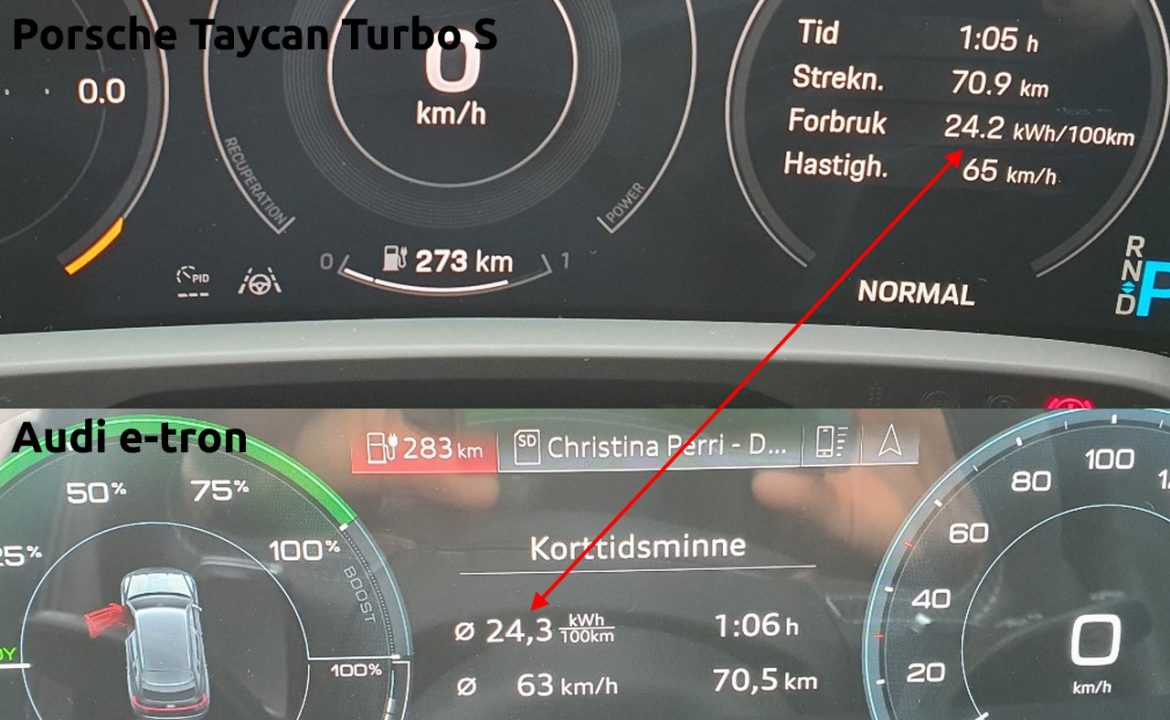 Porsche Taycan Turbo S
0.0
0
km/h
RECUPERATION
POWER
0
273 km
1
PID
Tid 1:05 h
Strekn. 70.9 km
Forbruk 24.2 kWh/100km
Hastigh. 65 km/h
NORMAL
R
N
D
P
Audi e-tron
283 km
SD Christina Perri - D...
50%
75%
25%
100%
BOOST
100%
Korttidsminne
Ø 24,3 kWh/100km 1:06 h
Ø 63 km/h 70,5 km
100
80
60
40
20
0
km/h